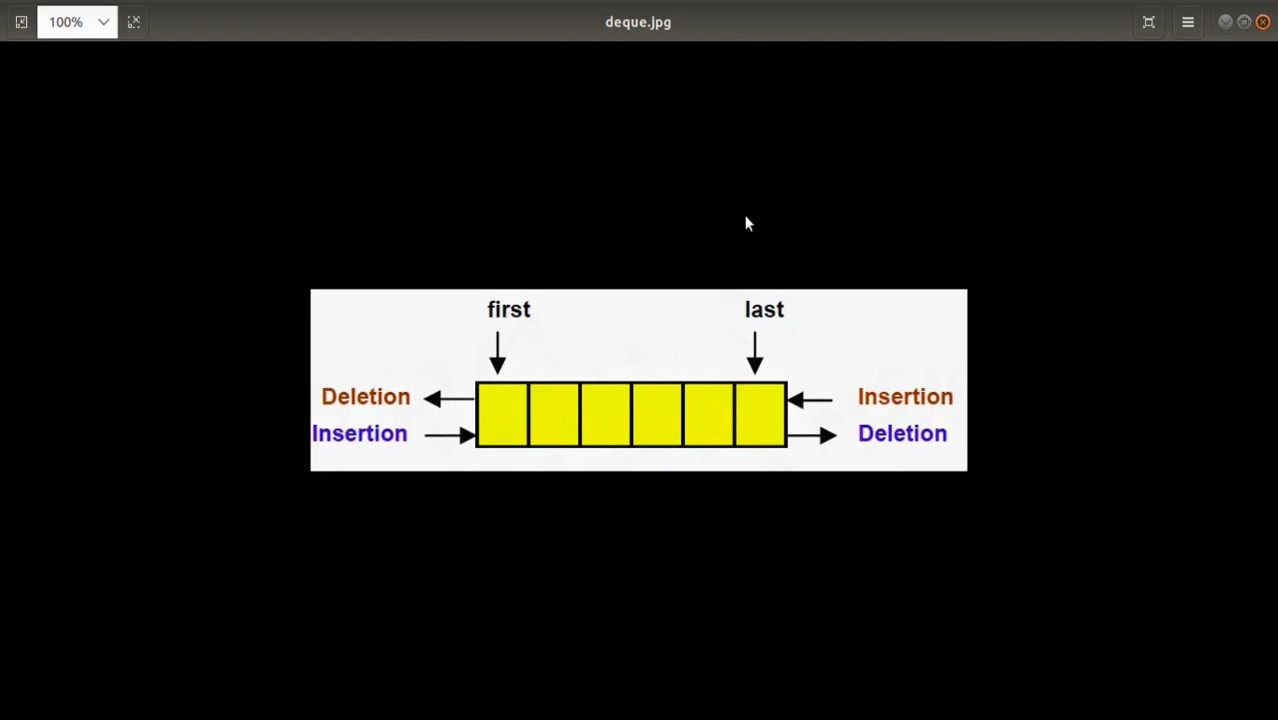 100%
deque.jpg
first
last
Deletion
Insertion
Insertion
Deletion